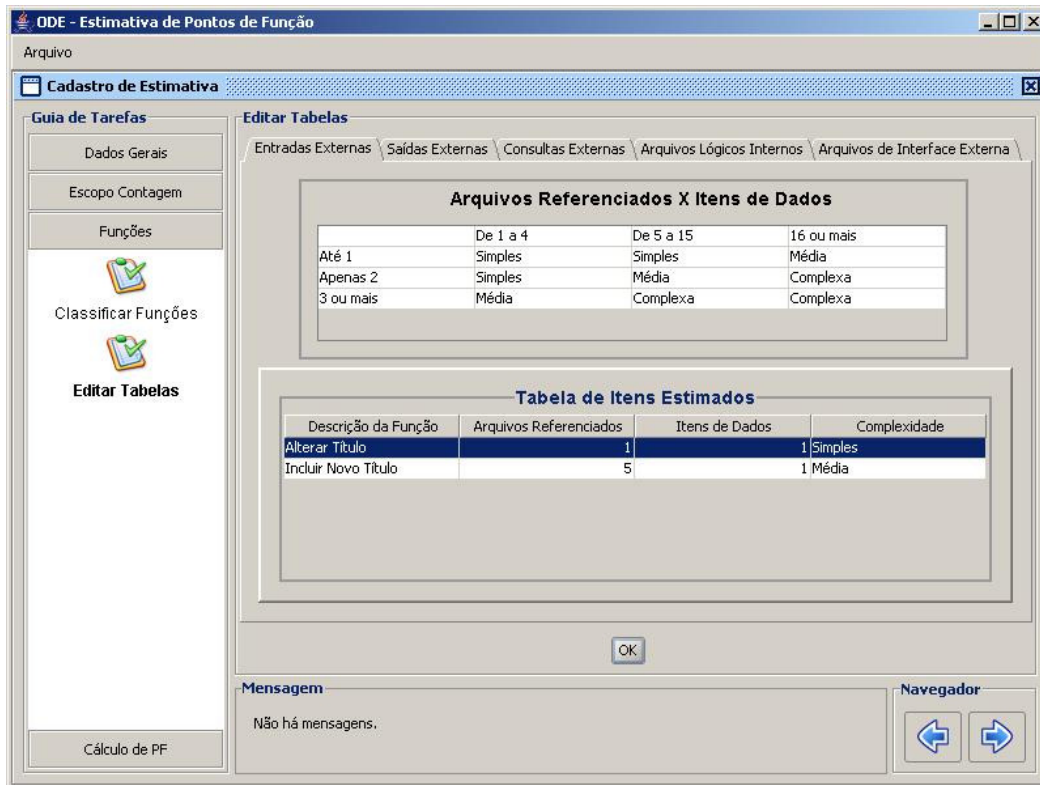 ODE - Estimativa de Pontos de Função
Arquivo
Cadastro de Estimativa
Guia de Tarefas
Dados Gerais
Escopo Contagem
Funções
Classificar Funções
Editar Tabelas
Cálculo de PF
Editar Tabelas
Entradas Externas Saídas Externas Consultas Externas Arquivos Lógicos Internos Arquivos de Interface Externa
Arquivos Referenciados X Itens de Dados
De 1 a 4 De 5 a 15 16 ou mais
Até 1 Simples Simples Média
Apenas 2 Simples Média Complexa
3 ou mais Média Complexa Complexa
Tabela de Itens Estimados
Descrição da Função Arquivos Referenciados Itens de Dados Complexidade
Alterar Título 1 1 Simples
Incluir Novo Título 5 1 Média
OK
Mensagem
Não há mensagens.
Navegador